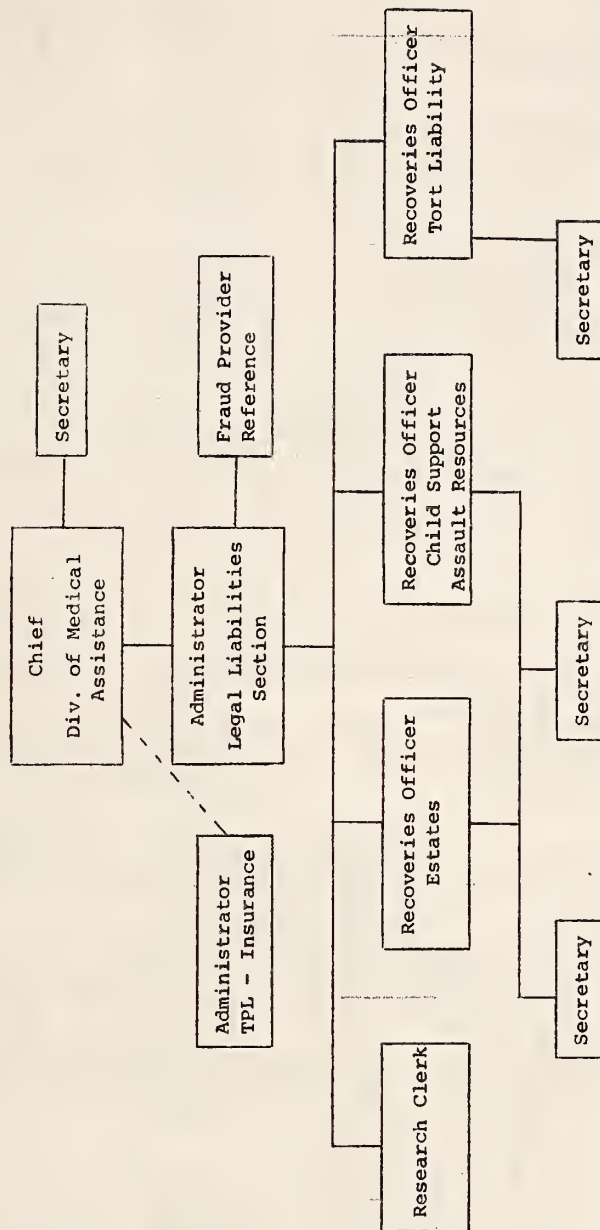 Chief
Div. of Medical
Assistance
Secretary
Administrator
TPL - Insurance
Administrator
Legal Liabilities
Section
Fraud Provider
Reference
Research Clerk
Recoveries Officer
Estates
Recoveries Officer
Child Support
Assault Resources
Recoveries Officer
Tort Liability
Secretary
Secretary
Secretary